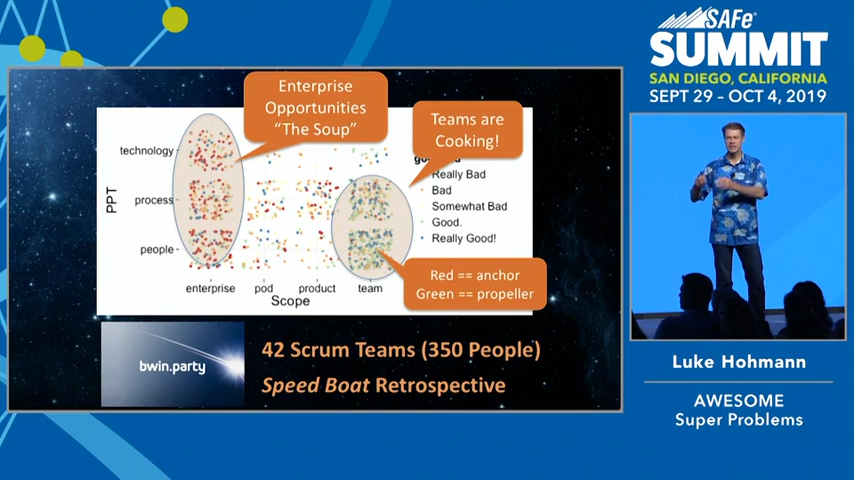 SAFe®
SUMMIT
SAN DIEGO, CALIFORNIA
SEPT 29 – OCT 4, 2019
Enterprise
Opportunities
“The Soup”
Teams are
Cooking!
technology
process
people
PPT
Really Bad
Bad
Somewhat Bad
Good.
Really Good!
Red == anchor
Green == propeller
enterprise pod product team
Scope
bwin.party
42 Scrum Teams (350 People)
Speed Boat Retrospective
Luke Hohmann
AWESOME
Super Problems